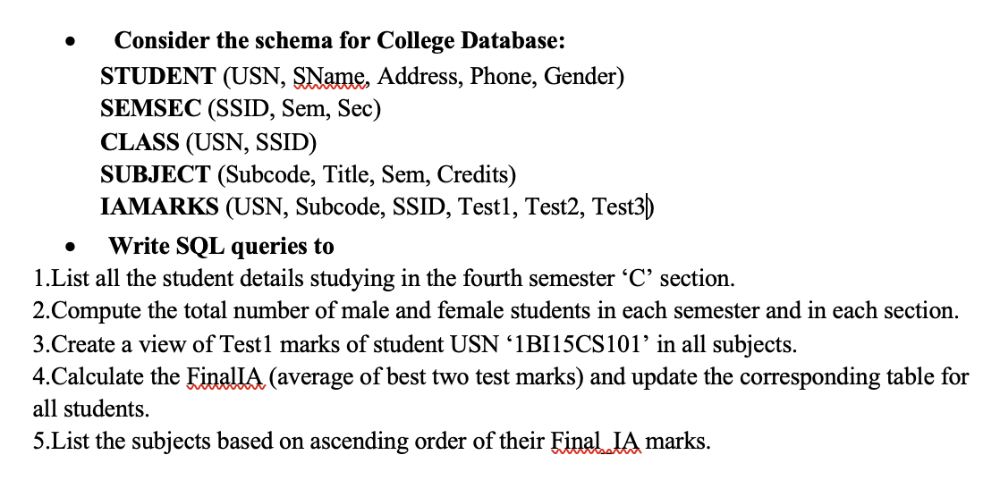 • Consider the schema for College Database:
STUDENT (USN, SName, Address, Phone, Gender)
SEMSEC (SSID, Sem, Sec)
CLASS (USN, SSID)
SUBJECT (Subcode, Title, Sem, Credits)
IAMARKS (USN, Subcode, SSID, Test1, Test2, Test3)
• Write SQL queries to
1.List all the student details studying in the fourth semester ‘C’ section.
2.Compute the total number of male and female students in each semester and in each section.
3.Create a view of Test1 marks of student USN ‘1BI15CS101’ in all subjects.
4.Calculate the FinalIA (average of best two test marks) and update the corresponding table for
all students.
5.List the subjects based on ascending order of their Final_IA marks.